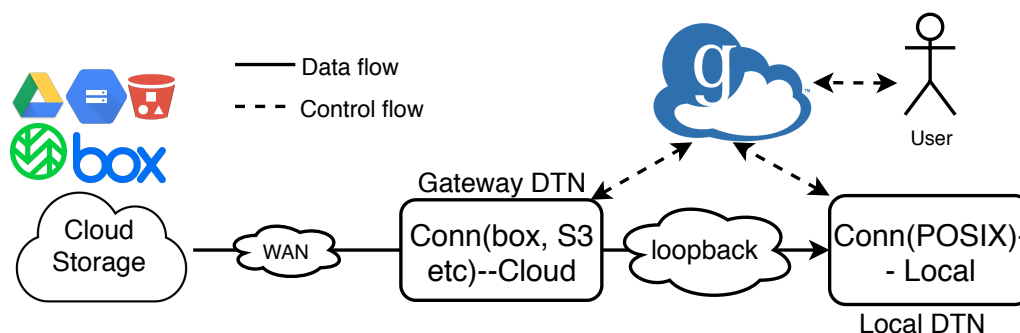 Data flow
Control flow
g
™
User
box
Gateway DTN
Cloud
Storage
WAN
Conn(box, S3
etc)--Cloud
loopback
Conn(POSIX)-
- Local
Local DTN